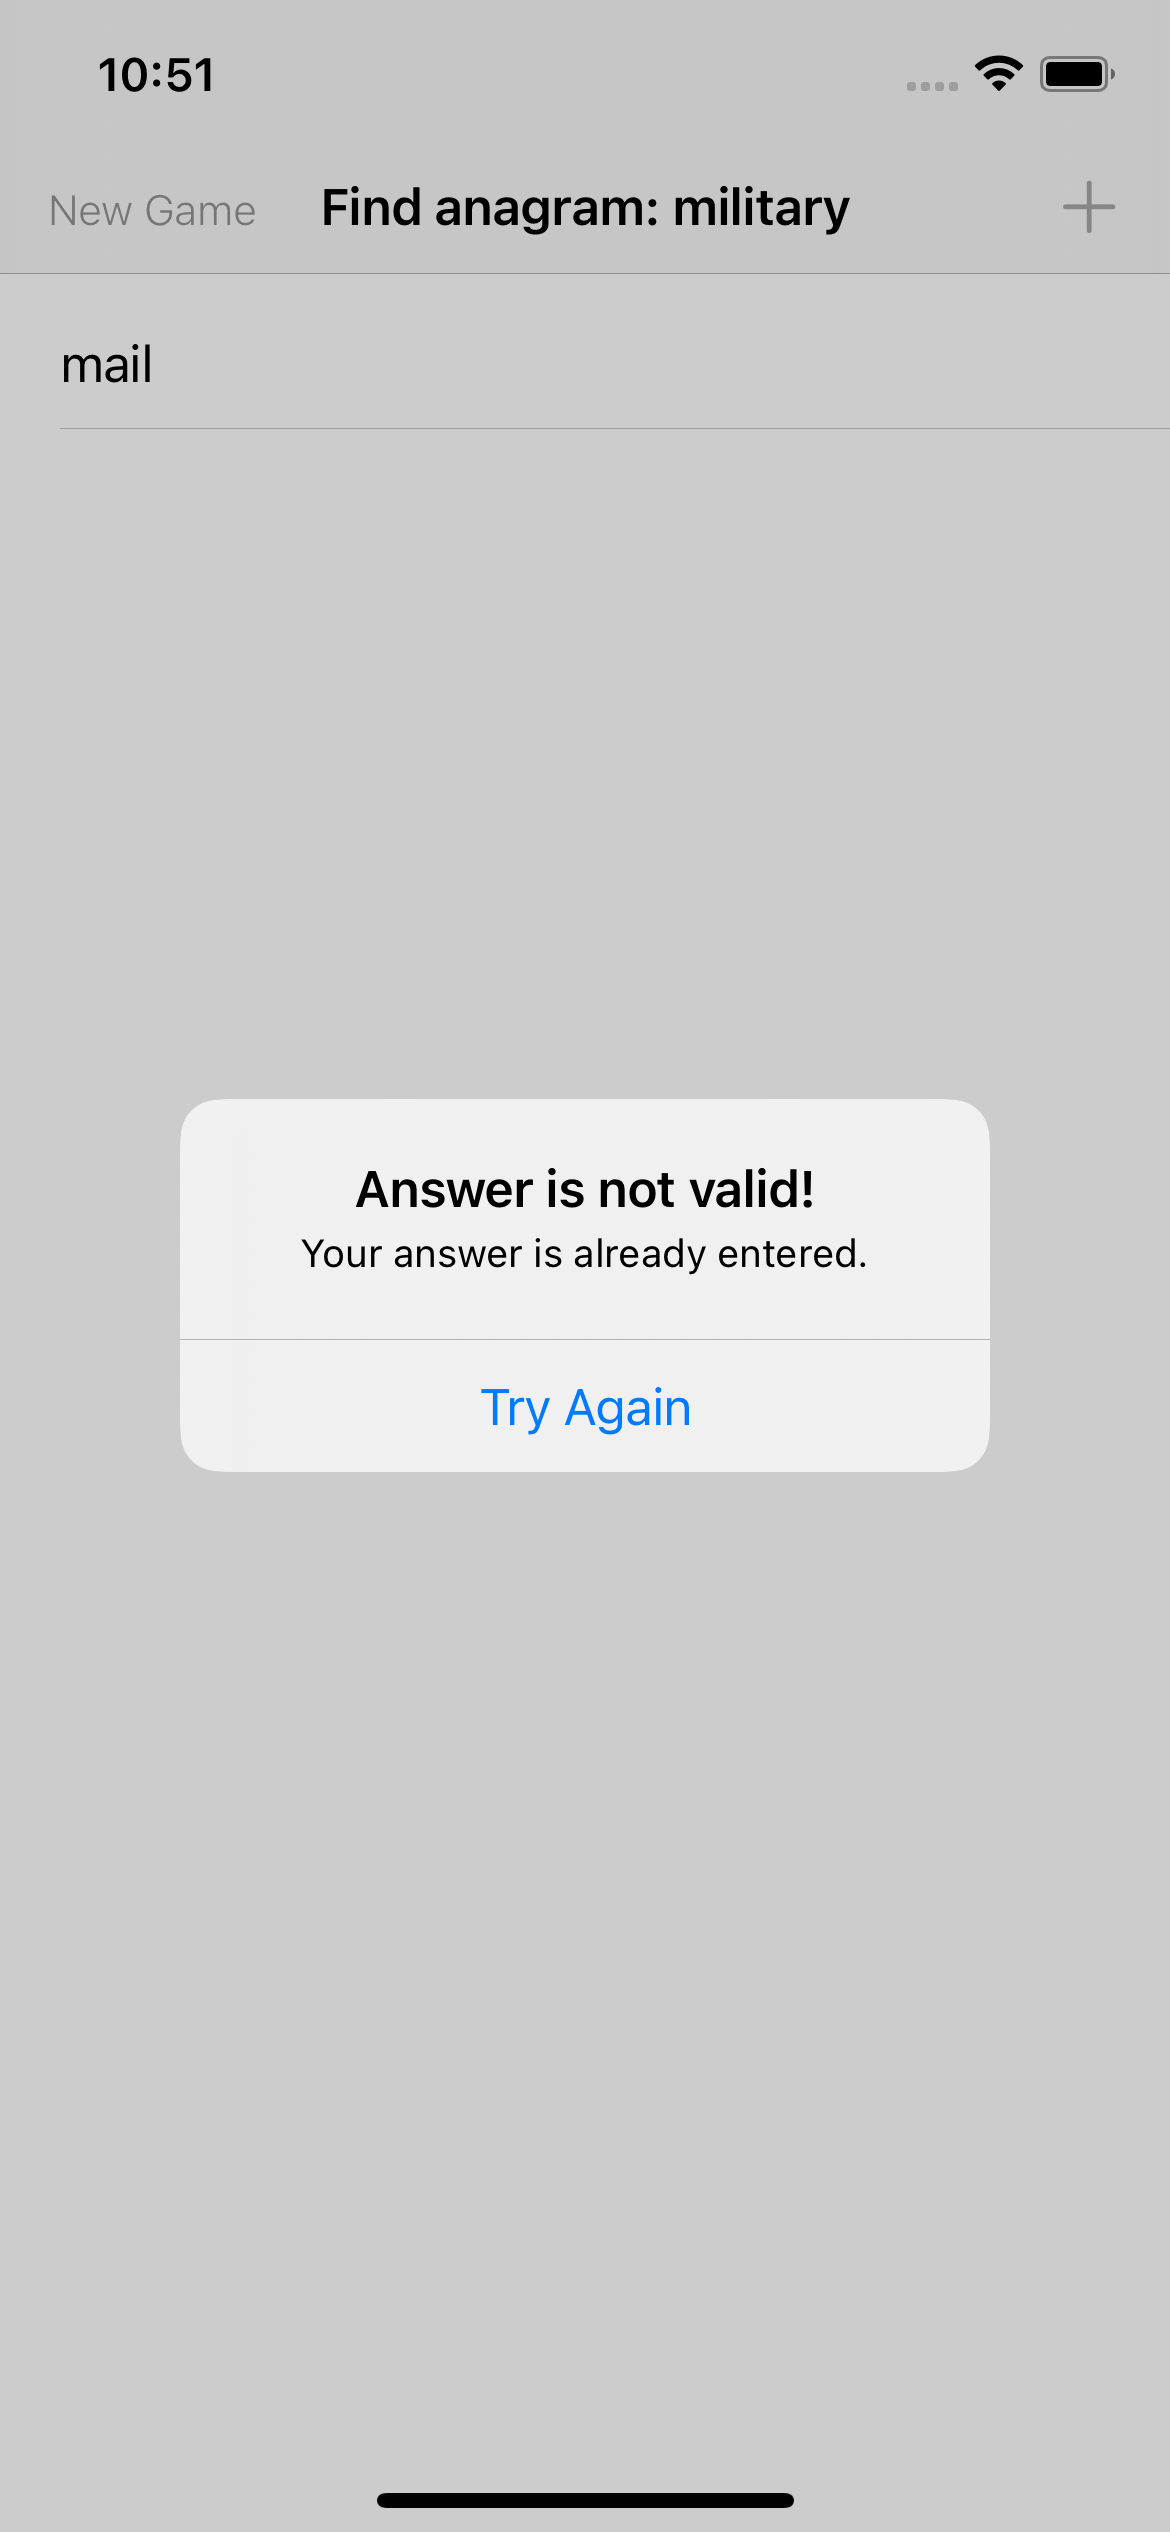 10:51
New Game
Find anagram: military
mail
Answer is not valid!
Your answer is already entered.
Try Again